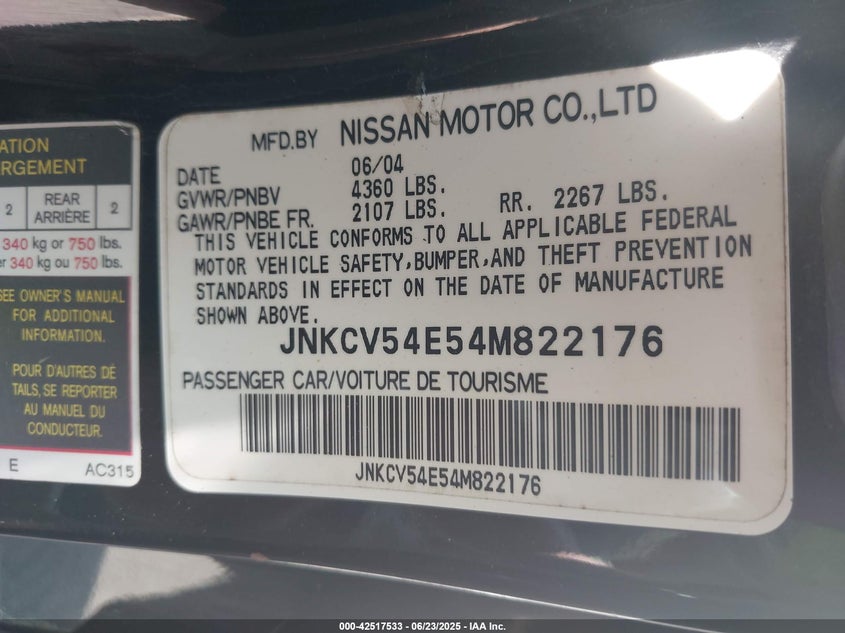 ATION
RGEMENT
2 REAR ARRIÈRE 2
340 kg or 750 lbs.
er 340 kg ou 750 lbs.
SEE OWNER'S MANUAL
FOR ADDITIONAL
INFORMATION.
POUR D'AUTRES DÉ
TAILS, SE REPORTER
AU MANUEL DU
CONDUCTEUR.
E AC315
MFD.BY NISSAN MOTOR CO.,LTD
DATE 06/04
GVWR/PNBV 4360 LBS.
GAWR/PNBE FR. 2107 LBS. RR. 2267 LBS.
THIS VEHICLE CONFORMS TO ALL APPLICABLE FEDERAL
MOTOR VEHICLE SAFETY,BUMPER,AND THEFT PREVENTION
STANDARDS IN EFFECT ON THE DATE OF MANUFACTURE
SHOWN ABOVE.
JNKCV54E54M822176
PASSENGER CAR/VOITURE DE TOURISME
JNKCV54E54M822176
000-42517533 - 06/23/2025 - IAA Inc.